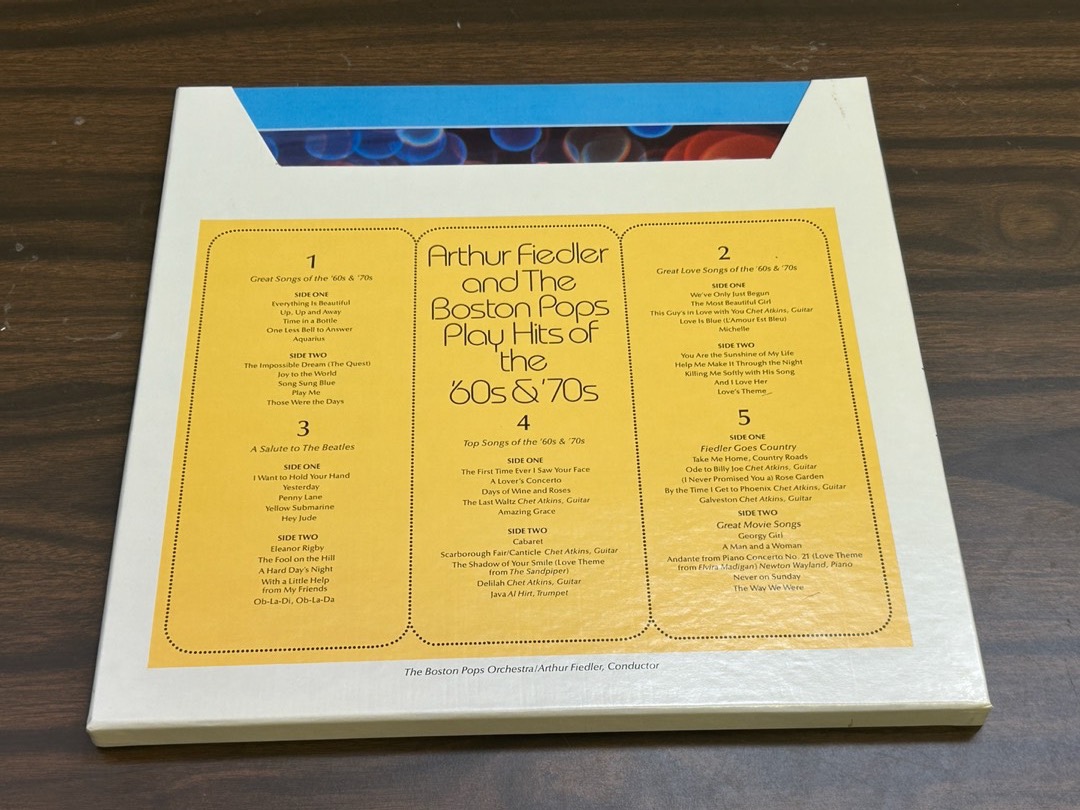 Arthur Fiedler
and The
Boston Pops
Play Hits of
the
'60s & '70s
1
Great Songs of the '60s & '70s
SIDE ONE
Everything Is Beautiful
Up, Up and Away
Time in a Bottle
One Less Bell to Answer
Aquarius
SIDE TWO
The Impossible Dream (The Quest)
Joy to the World
Song Sung Blue
Play Me
Those Were the Days
2
Great Love Songs of the '60s & '70s
SIDE ONE
We've Only Just Begun
The Most Beautiful Girl
This Guy's in Love with You Chet Atkins, Guitar
Love Is Blue (L'Amour Est Bleu)
Michelle
SIDE TWO
You Are the Sunshine of My Life
Help Me Make It Through the Night
Killing Me Softly with His Song
And I Love Her
Love's Theme
3
A Salute to The Beatles
SIDE ONE
I Want to Hold Your Hand
Yesterday
Penny Lane
Yellow Submarine
Hey Jude
SIDE TWO
Eleanor Rigby
The Fool on the Hill
A Hard Day's Night
With a Little Help
from My Friends
Ob-La-Di, Ob-La-Da
4
Top Songs of the '60s & '70s
SIDE ONE
The First Time Ever I Saw Your Face
A Lover's Concerto
Days of Wine and Roses
The Last Waltz Chet Atkins, Guitar
Amazing Grace
SIDE TWO
Cabaret
Scarborough Fair/Canticle Chet Atkins, Guitar
The Shadow of Your Smile (Love Theme
from The Sandpiper)
Delilah Chet Atkins, Guitar
Java Al Hirt, Trumpet
5
SIDE ONE
Fiedler Goes Country
Take Me Home, Country Roads
Ode to Billy Joe Chet Atkins, Guitar
(I Never Promised You a) Rose Garden
By the Time I Get to Phoenix Chet Atkins, Guitar
Galveston Chet Atkins, Guitar
SIDE TWO
Great Movie Songs
Georgy Girl
A Man and a Woman
Andante from Piano Concerto No. 21 (Love Theme
from Elvira Madigan) Newton Wayland, Piano
Never on Sunday
The Way We Were
The Boston Pops Orchestra/Arthur Fiedler, Conductor